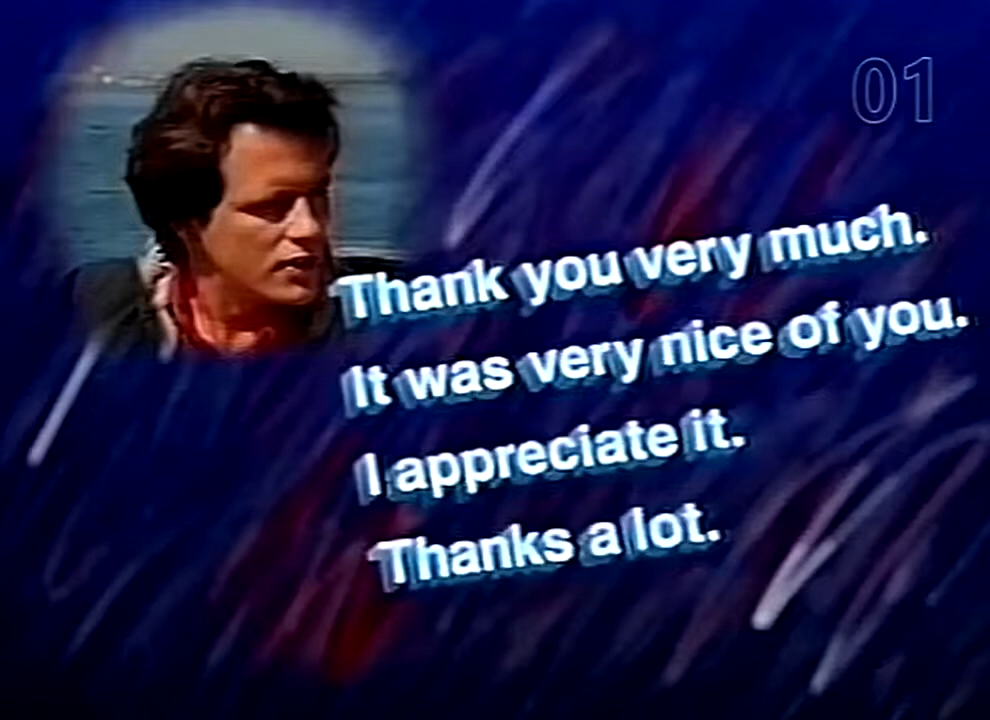 01
Thank you very much.
It was very nice of you.
I appreciate it.
Thanks a lot.